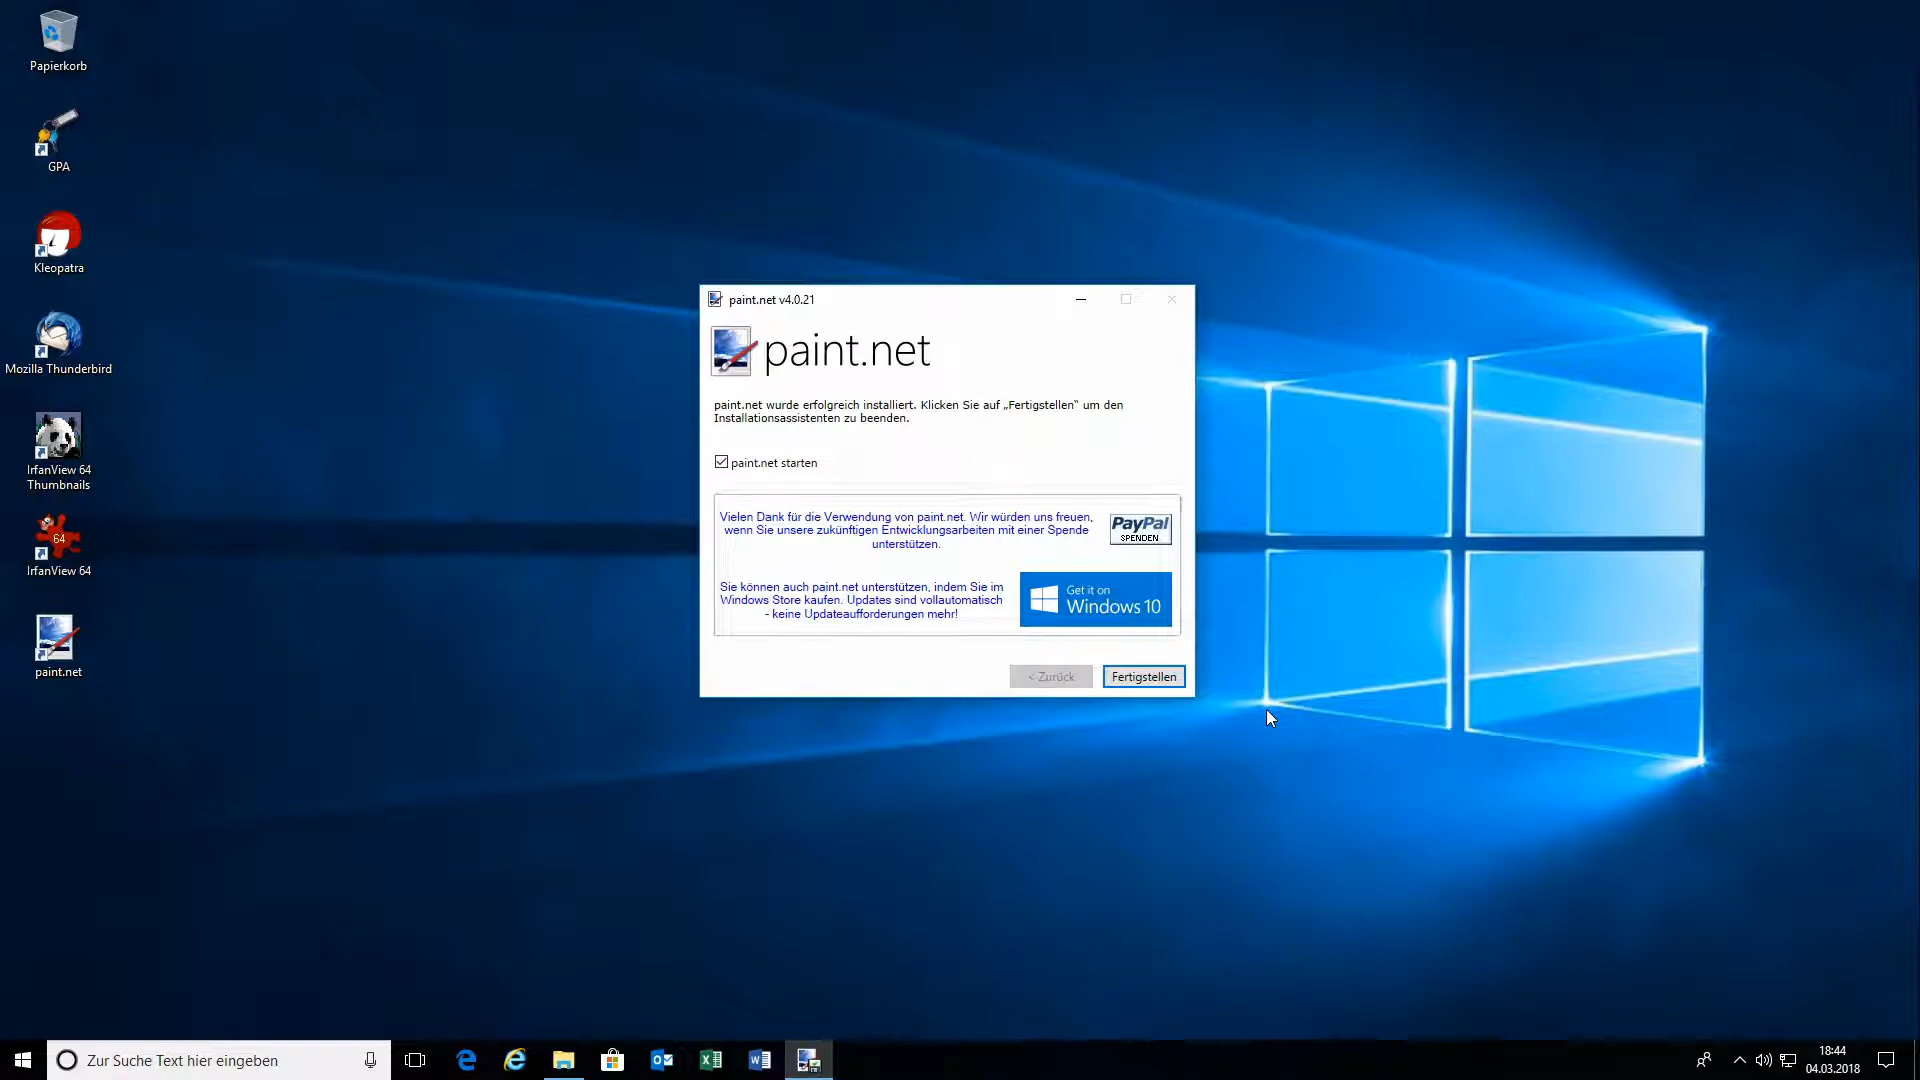 Papierkorb
GPA
Kleopatra
Mozilla Thunderbird
IrfanView 64
Thumbnails
64
IrfanView 64
paint.net
paint.net v4.0.21
paint.net
paint.net wurde erfolgreich installiert. Klicken Sie auf „Fertigstellen“ um den
Installationsassistenten zu beenden.
paint.net starten
Vielen Dank für die Verwendung von paint.net. Wir würden uns freuen,
wenn Sie unsere zukünftigen Entwicklungsarbeiten mit einer Spende
unterstützen.
PayPal
SPENDEN
Sie können auch paint.net unterstützen, indem Sie im
Windows Store kaufen. Updates sind vollautomatisch
- keine Updateaufforderungen mehr!
Get it on
Windows 10
< Zurück
Fertigstellen
Zur Suche Text hier eingeben
18:44
04.03.2018